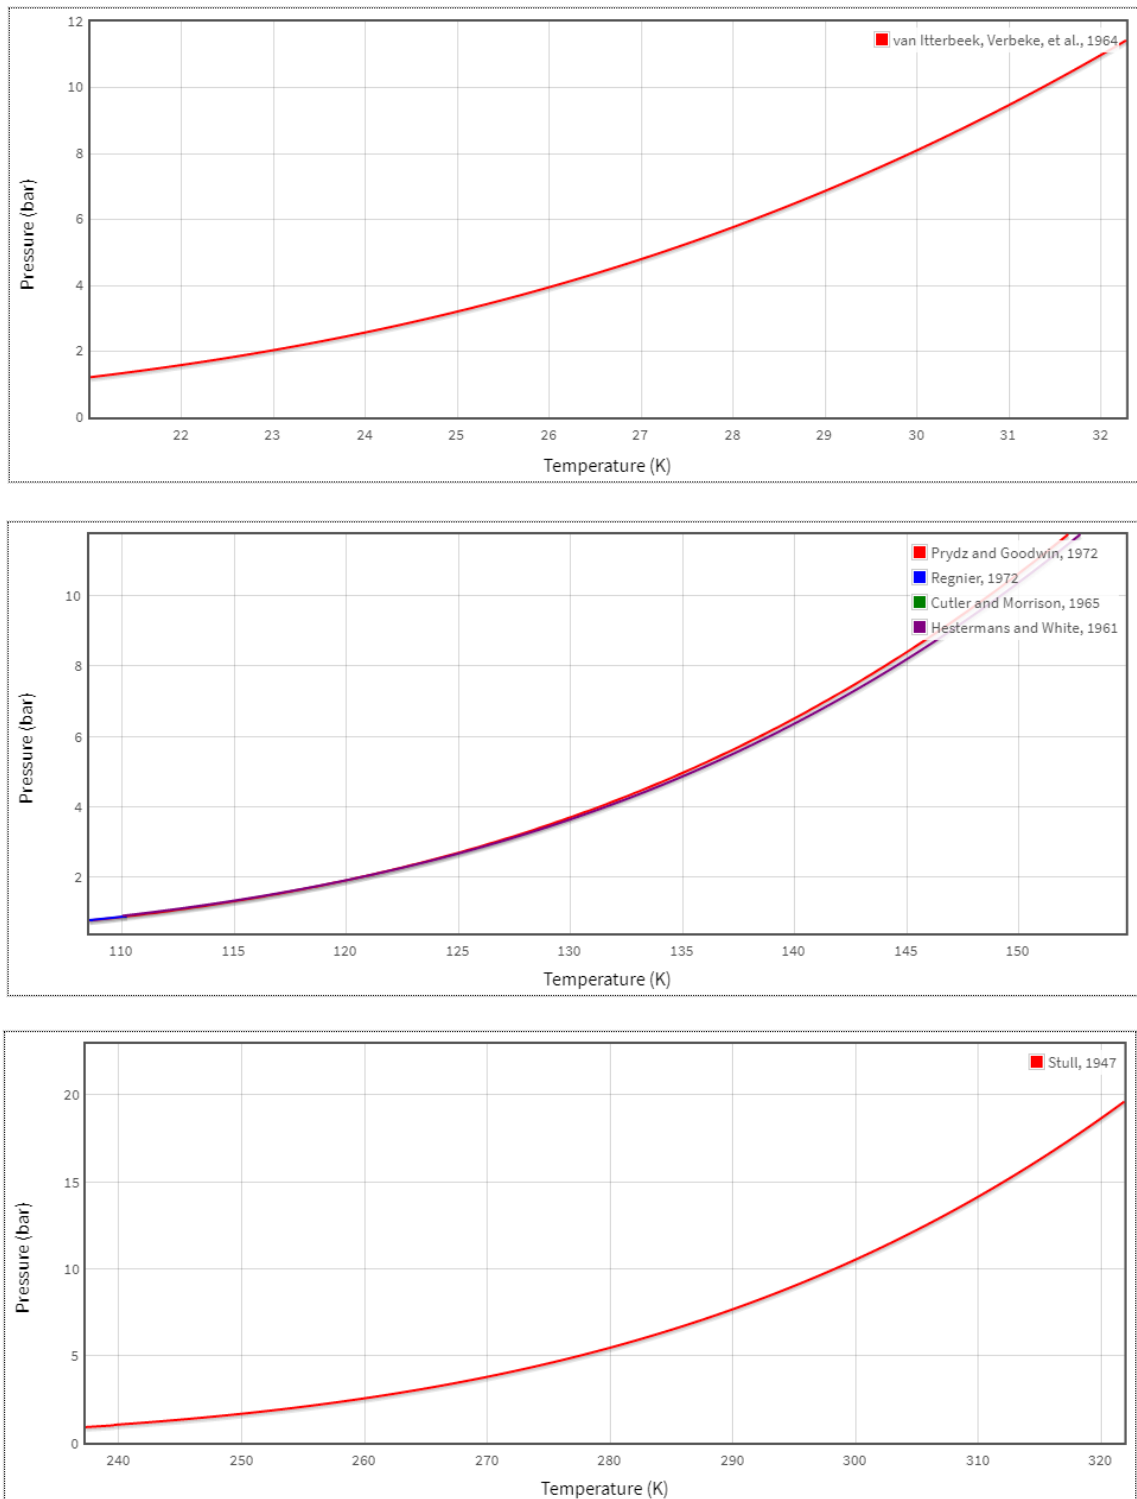 12
van Itterbeek, Verbeke, et al., 1964
10
8
6
4
2
0
Pressure (bar)
22 23 24 25 26 27 28 29 30 31 32
Temperature (K)
Prydz and Goodwin, 1972
Regnier, 1972
Cutler and Morrison, 1965
Hestermans and White, 1961
10
8
6
4
2
Pressure (bar)
110 115 120 125 130 135 140 145 150
Temperature (K)
Stull, 1947
20
15
10
5
0
Pressure (bar)
240 250 260 270 280 290 300 310 320
Temperature (K)